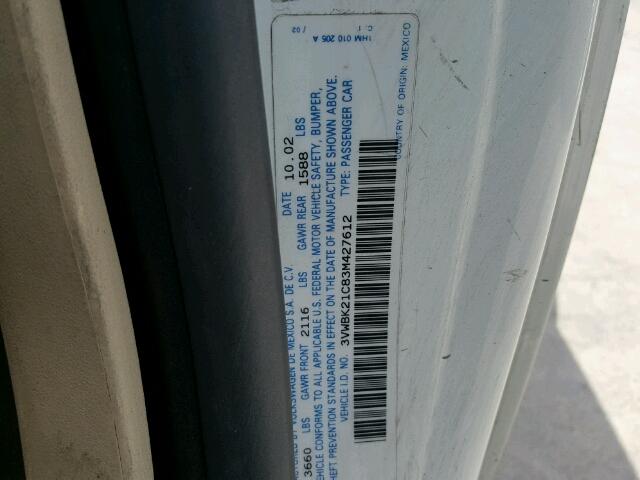 MANUFACTURED BY VOLKSWAGEN DE MEXICO S.A. DE C.V. DATE 10.02
3660 LBS GAWR FRONT 2116 LBS GAWR REAR 1588 LBS
VEHICLE CONFORMS TO ALL APPLICABLE U.S. FEDERAL MOTOR VEHICLE SAFETY, BUMPER,
THEFT PREVENTION STANDARDS IN EFFECT ON THE DATE OF MANUFACTURE SHOWN ABOVE.
VEHICLE I.D. NO. 3VWBK21C83M427612 TYPE: PASSENGER CAR
COUNTRY OF ORIGIN: MEXICO
1HM 010 205 A
/02